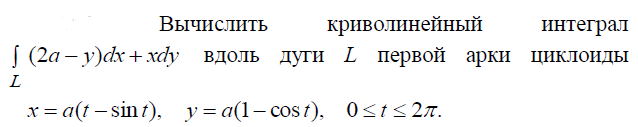 Вычислить криволинейный интеграл
∫ (2a − y)dx + xdy вдоль дуги L первой арки циклоиды
L
x = a(t − sin t), y = a(1 − cos t), 0 ≤ t ≤ 2π.